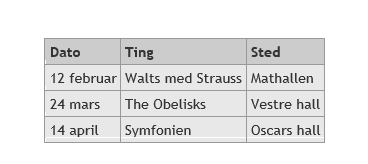 Dato Ting Sted
12 februar Walts med Strauss Mathallen
24 mars The Obelisks Vestre hall
14 april Symfonien Oscars hall